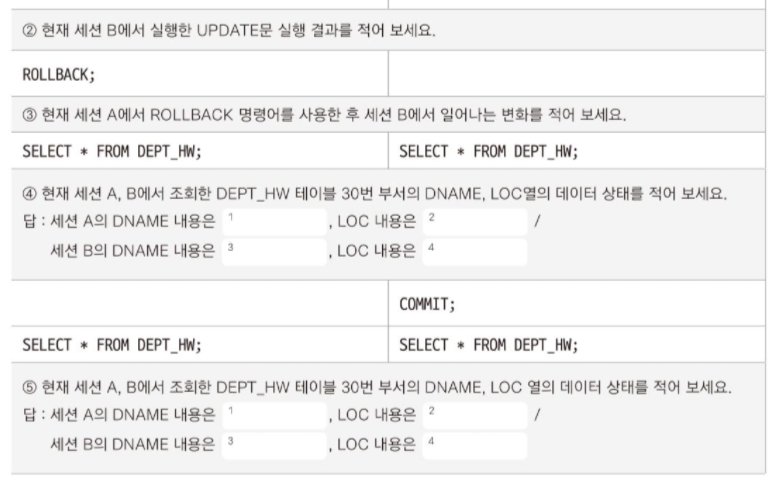 ② 현재 세션 B에서 실행한 UPDATE문 실행 결과를 적어 보세요.
ROLLBACK;
③ 현재 세션 A에서 ROLLBACK 명령어를 사용한 후 세션 B에서 일어나는 변화를 적어 보세요.
SELECT * FROM DEPT_HW; SELECT * FROM DEPT_HW;
④ 현재 세션 A, B에서 조회한 DEPT_HW 테이블 30번 부서의 DNAME, LOC열의 데이터 상태를 적어 보세요.
답 : 세션 A의 DNAME 내용은 1 , LOC 내용은 2 /
세션 B의 DNAME 내용은 3 , LOC 내용은 4
COMMIT;
SELECT * FROM DEPT_HW; SELECT * FROM DEPT_HW;
⑤ 현재 세션 A, B에서 조회한 DEPT_HW 테이블 30번 부서의 DNAME, LOC 열의 데이터 상태를 적어 보세요.
답 : 세션 A의 DNAME 내용은 1 , LOC 내용은 2 /
세션 B의 DNAME 내용은 3 , LOC 내용은 4